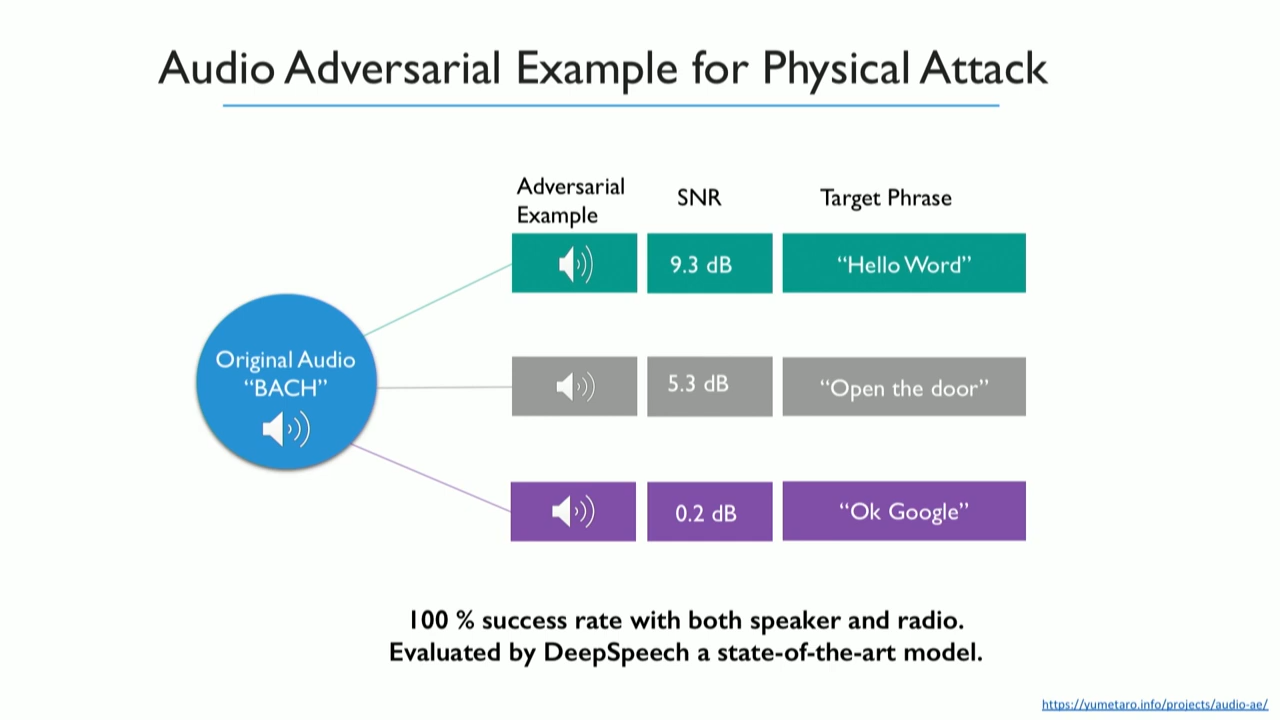 Audio Adversarial Example for Physical Attack
Adversarial
Example
SNR
Target Phrase
9.3 dB
“Hello Word”
Original Audio
“BACH”
5.3 dB
“Open the door”
0.2 dB
“Ok Google”
100 % success rate with both speaker and radio.
Evaluated by DeepSpeech a state-of-the-art model.
https://yumetaro.info/projects/audio-ae/